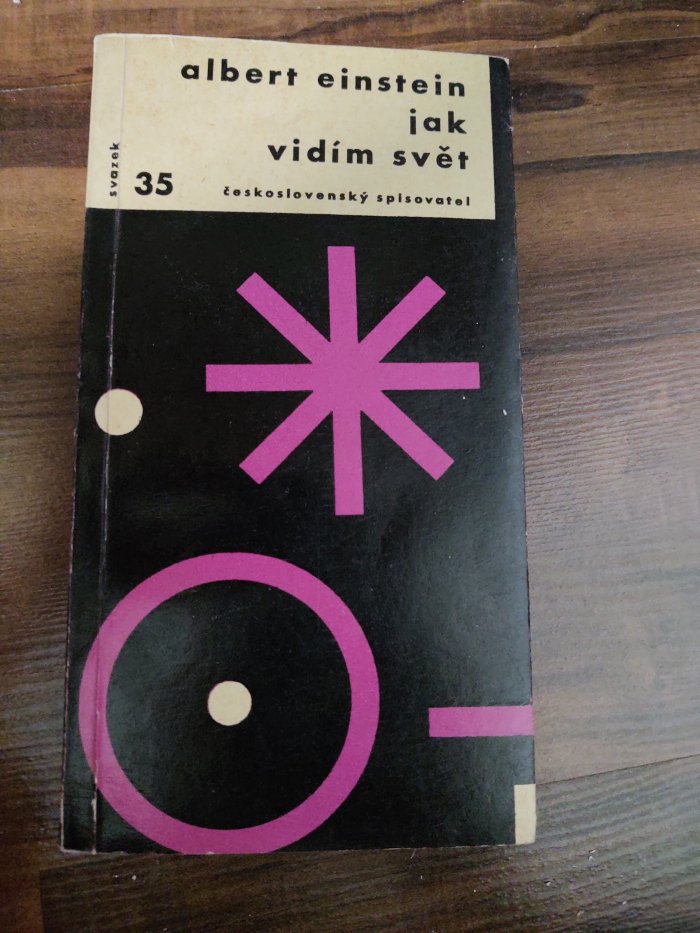 albert einstein
jak
vidím svět
svazek
35
československý spisovatel